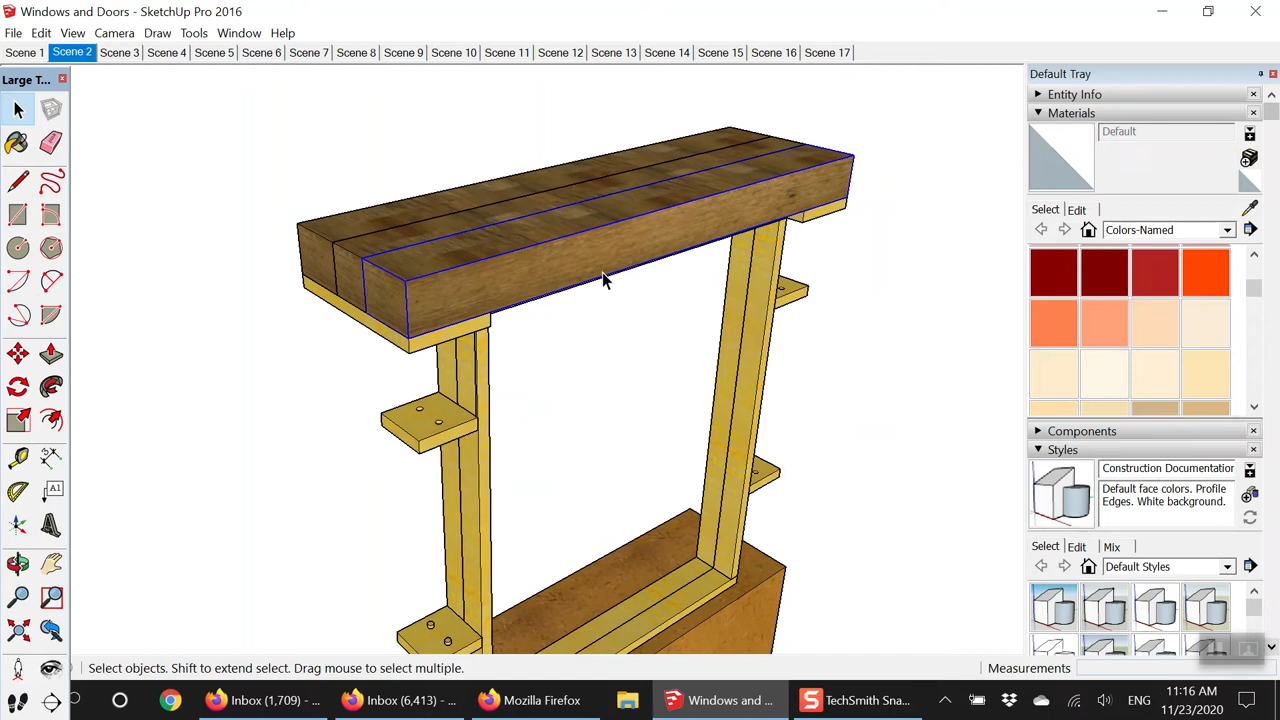 Windows and Doors - SketchUp Pro 2016
File Edit View Camera Draw Tools Window Help
Scene 1 Scene 2 Scene 3 Scene 4 Scene 5 Scene 6 Scene 7 Scene 8 Scene 9 Scene 10 Scene 11 Scene 12 Scene 13 Scene 14 Scene 15 Scene 16 Scene 17
Large T...
A1
Default Tray
Entity Info
Materials
Default
Select Edit
Colors-Named
Components
Styles
Construction Documentation
Default face colors. Profile
Edges. White background.
Select Edit Mix
Default Styles
Select objects. Shift to extend select. Drag mouse to select multiple.
Measurements
Inbox (1,709) - ...
Inbox (6,413) - ...
Mozilla Firefox
Windows and ...
TechSmith Sna...
ENG
11:16 AM
11/23/2020